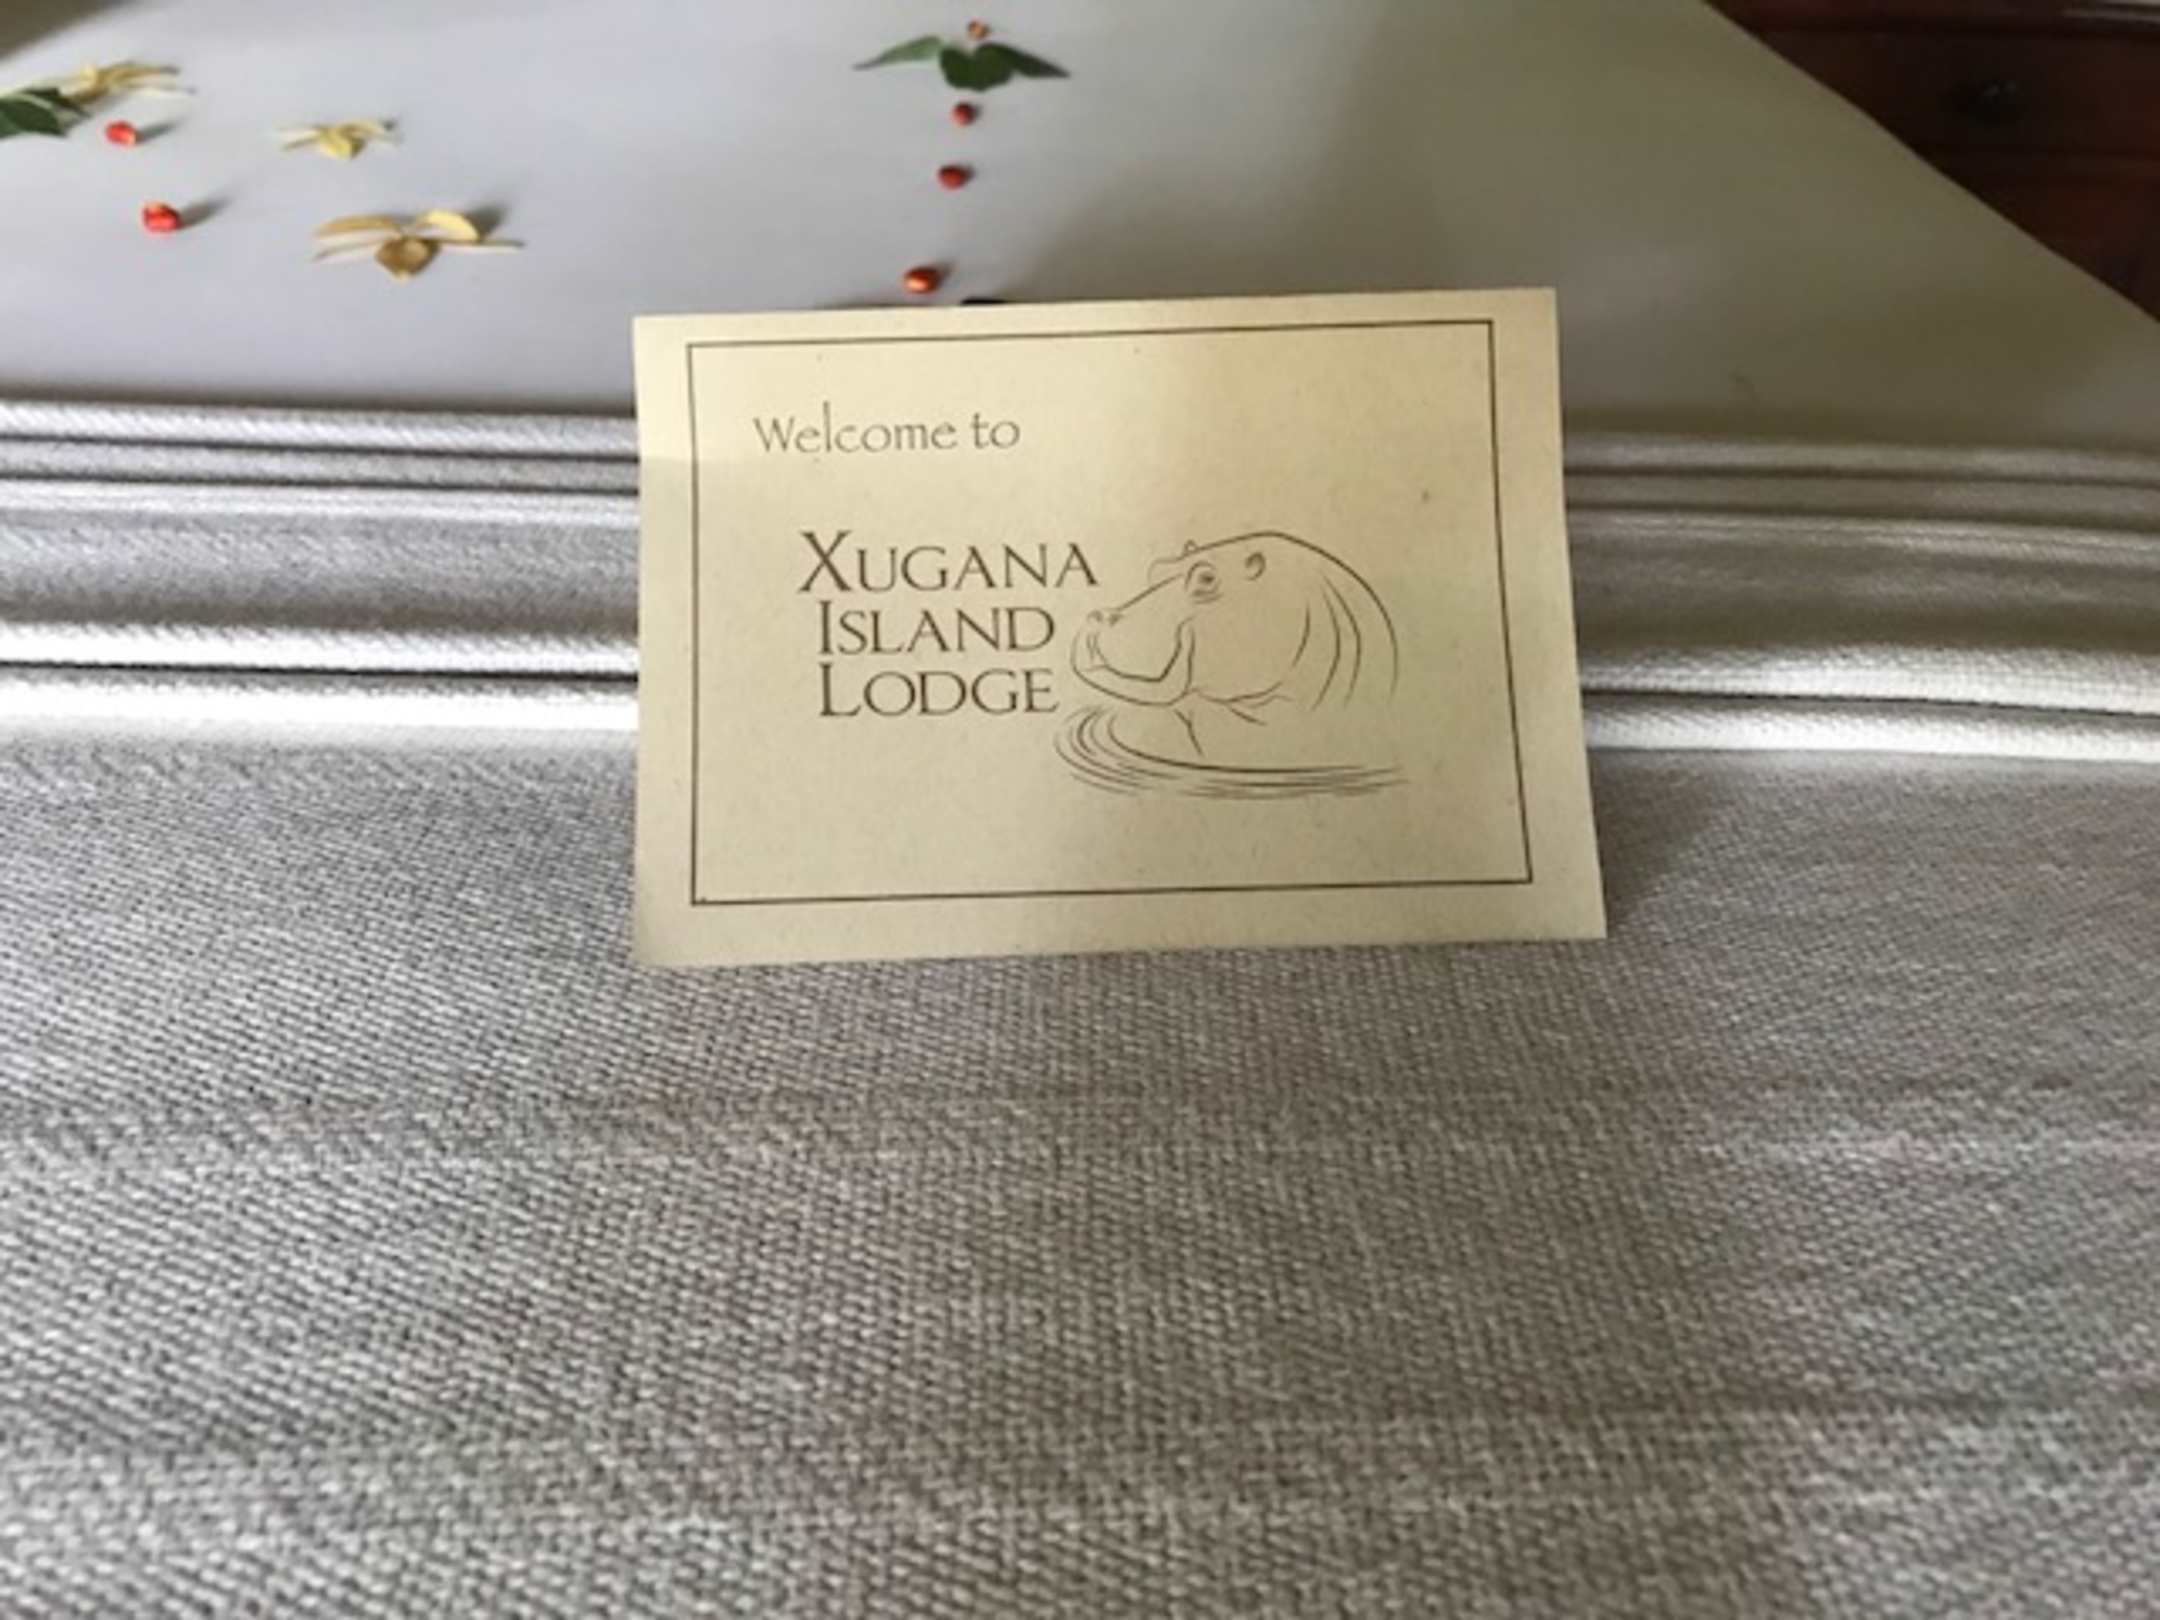 Welcome to
XUGANA
ISLAND
LODGE